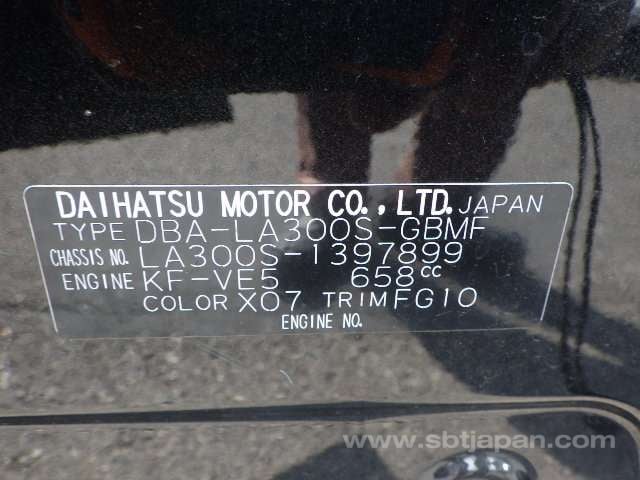 DAIHATSU MOTOR CO., LTD. JAPAN
TYPE DBA-LA300S-GBMF
CHASSIS NO. LA300S-1397899
ENGINE KF-VE5 658cc
COLOR X07 TRIM FG10
ENGINE NO.
www.sbtjapan.com